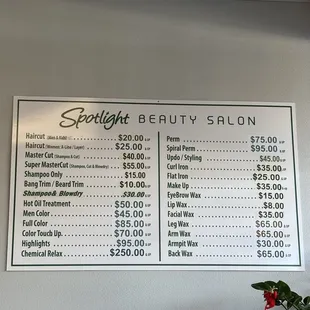 Spotlight BEAUTY SALON
Haircut $20.00 & UP
Haircut $25.00 & UP
Master Cut (Shampoo & Cut) $40.00
Super MasterCut (Shampoo, Cut & Blowdry) $55.00 & UP
Shampoo Only $15.00
Bang Trim / Beard Trim $10.00 & UP
Shampoo& Blowdry $30.00 & UP
Hot Oil Treatment $50.00 & UP
Men Color $45.00 & UP
Full Color $85.00 & UP
Color Touch Up. $70.00 & UP
Highlights $95.00 & UP
Chemical Relax $250.00 & UP
Perm $75.00 & UP
Spiral Perm $95.00 & UP
Updo / Styling $45.00 & UP
Curl Iron $35.00 & UP
Flat Iron $25.00 & UP
Make Up $35.00 & UP
EyeBrow Wax $15.00
Lip Wax $8.00
Facial Wax $35.00
Leg Wax $65.00 & UP
Arm Wax $65.00 & UP
Armpit Wax $30.00 & UP
Back Wax $65.00 & UP